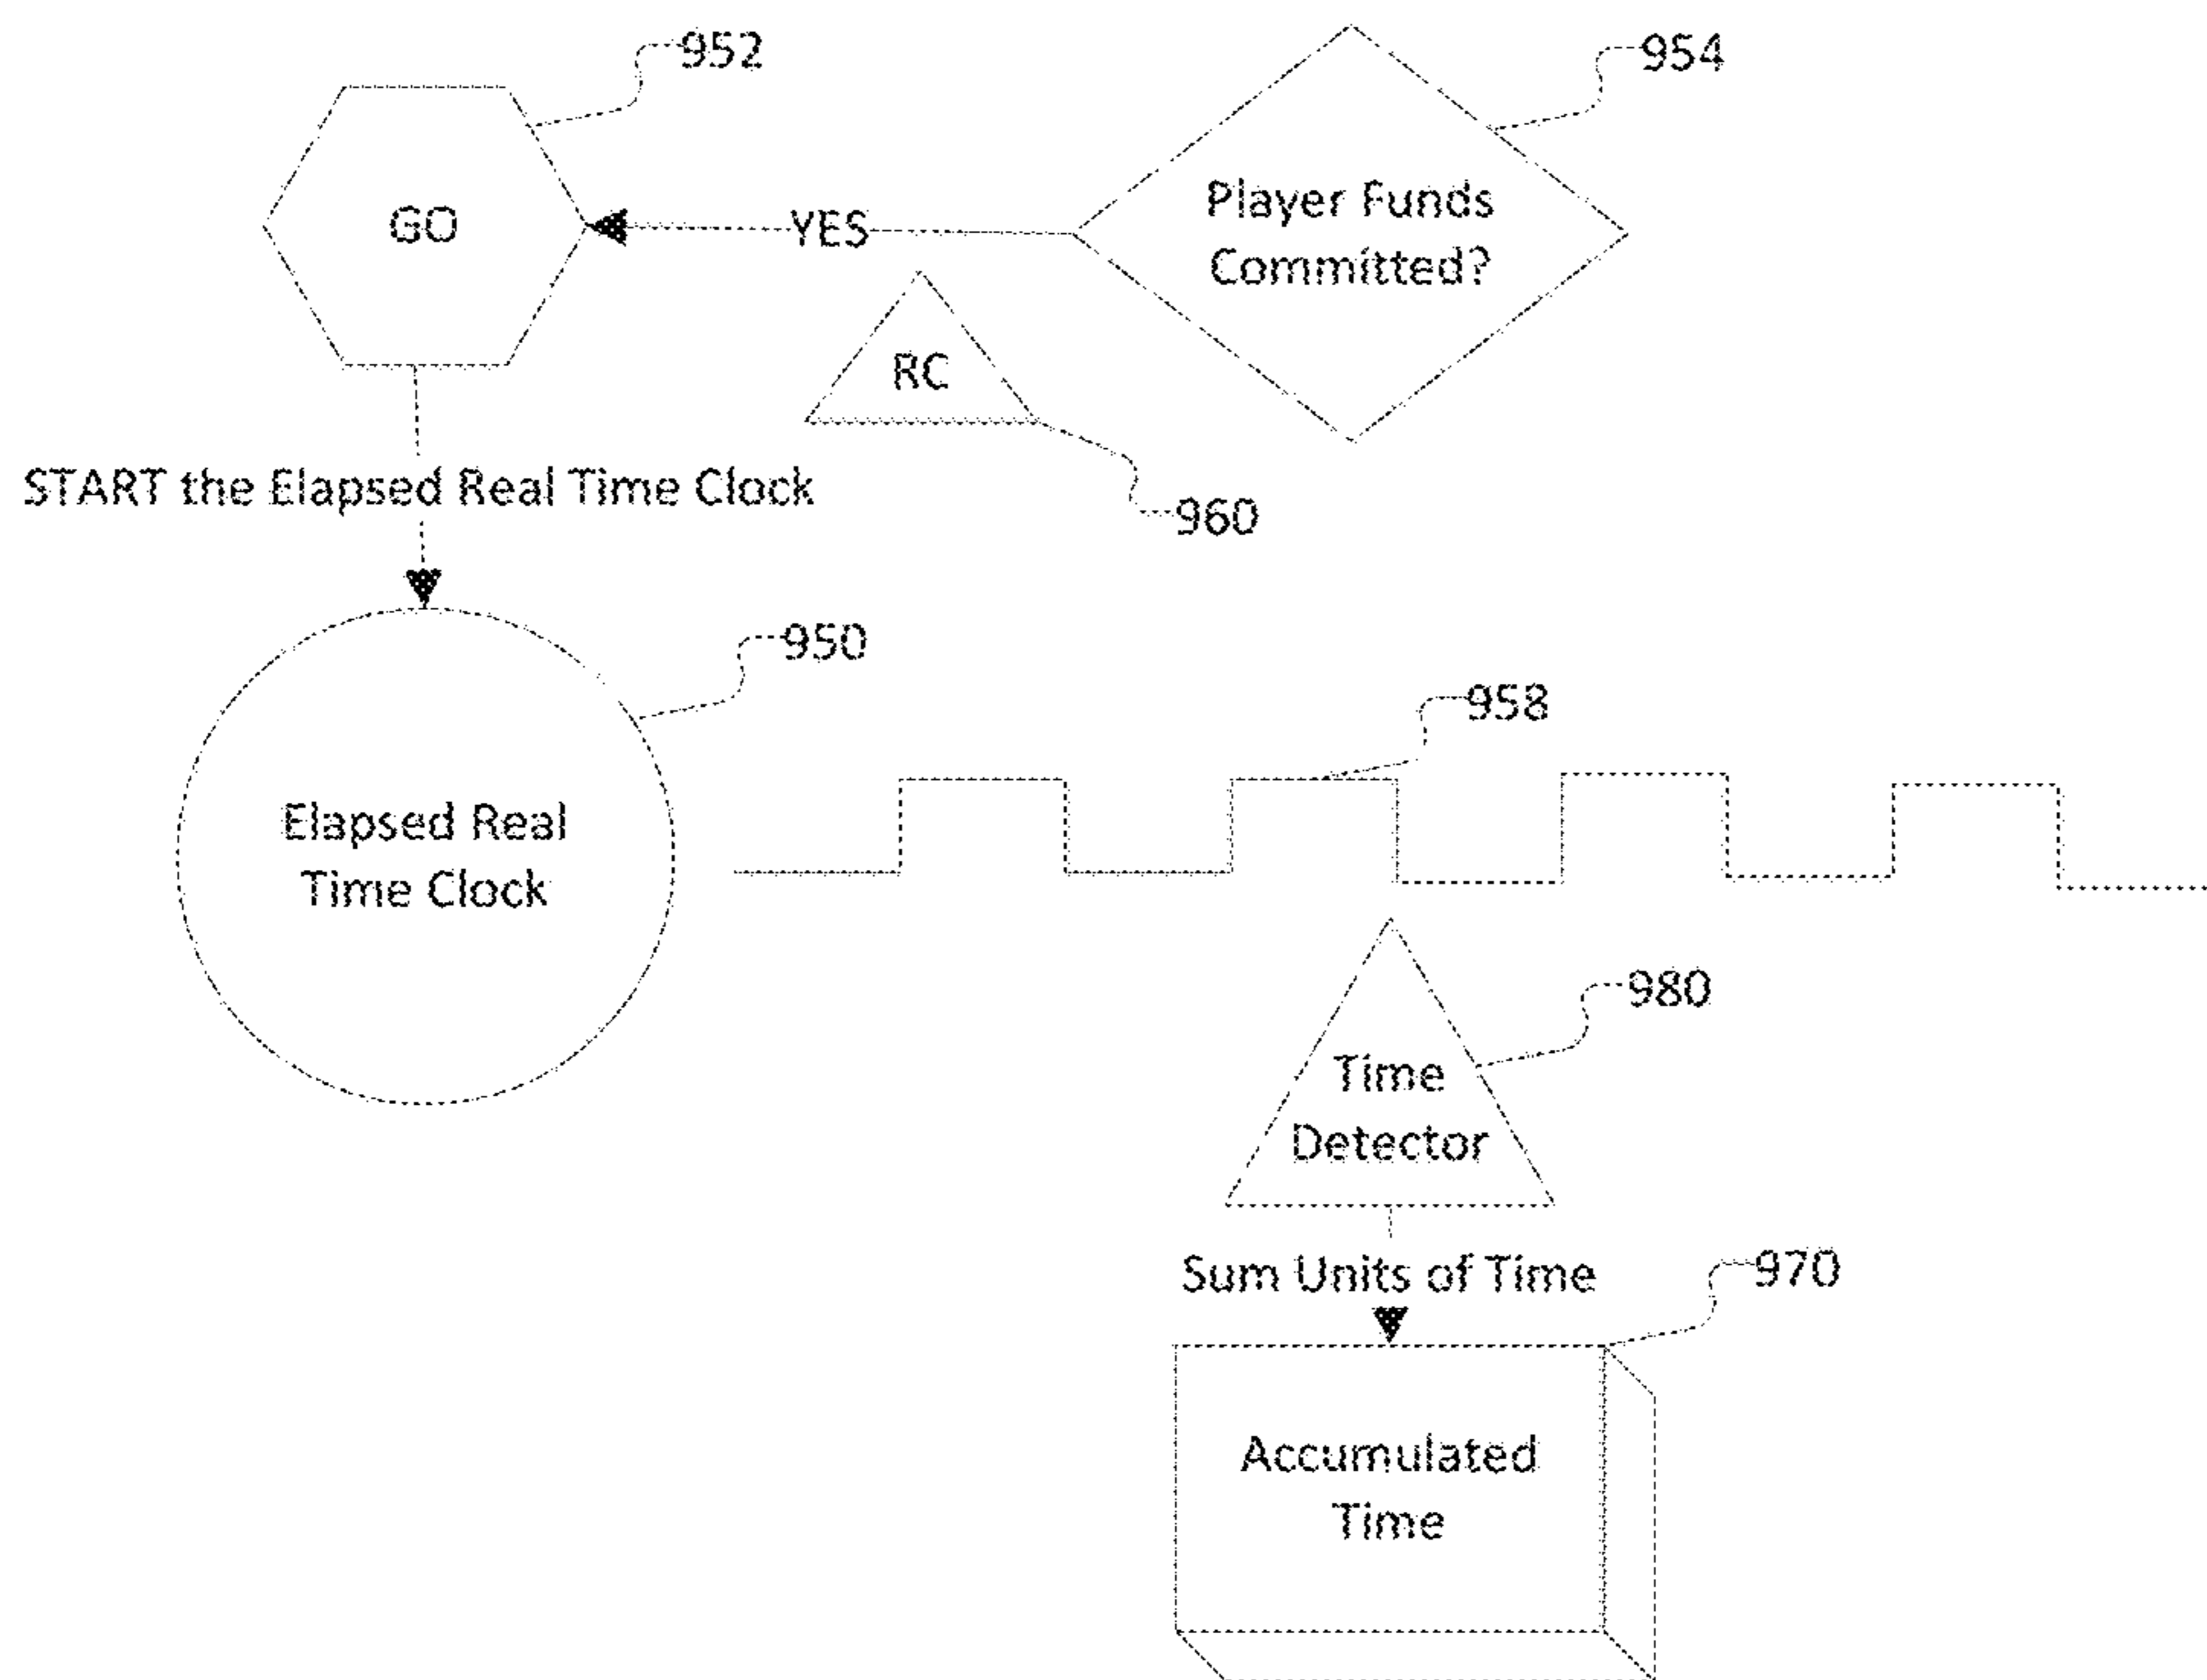 952
954
GO
YES
Player Funds
Committed?
RC
START the Elapsed Real Time Clock
960
950
958
Elapsed Real
Time Clock
980
Time
Detector
Sum Units of Time
970
Accumulated
Time